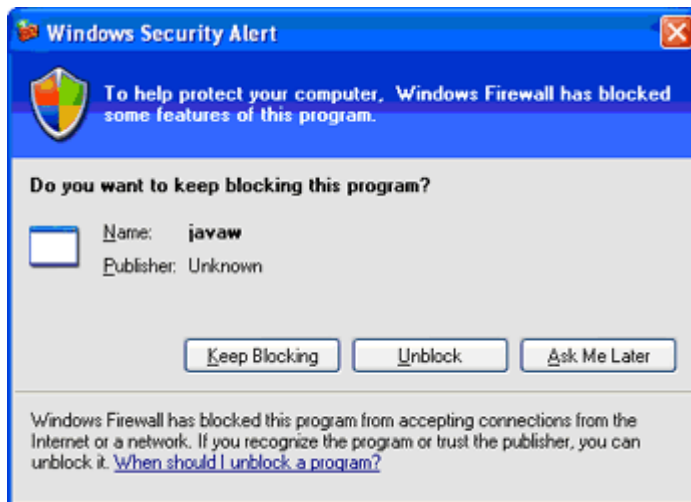 Windows Security Alert
To help protect your computer, Windows Firewall has blocked
some features of this program.
Do you want to keep blocking this program?
Name: javaw
Publisher: Unknown
Keep Blocking Unblock Ask Me Later
Windows Firewall has blocked this program from accepting connections from the
Internet or a network. If you recognize the program or trust the publisher, you can
unblock it. When should I unblock a program?